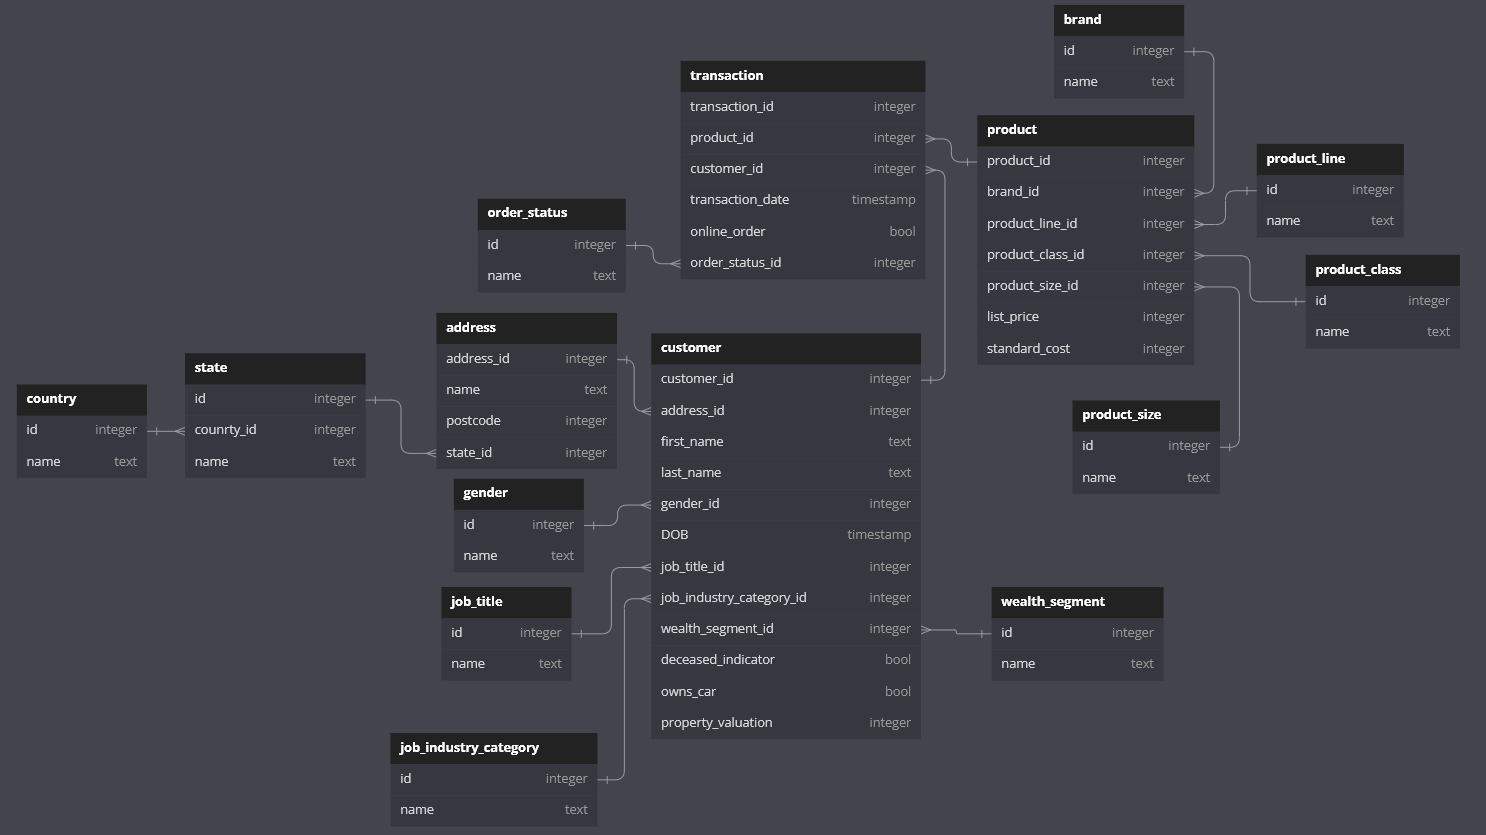 brand
id integer
name text
transaction
transaction_id integer
product_id integer
customer_id integer
transaction_date timestamp
online_order bool
order_status_id integer
product
product_id integer
brand_id integer
product_line_id integer
product_class_id integer
product_size_id integer
list_price integer
standard_cost integer
product_line
id integer
name text
order_status
id integer
name text
product_class
id integer
name text
address
address_id integer
name text
postcode integer
state_id integer
customer
customer_id integer
address_id integer
first_name text
last_name text
gender_id integer
DOB timestamp
job_title_id integer
job_industry_category_id integer
wealth_segment_id integer
deceased_indicator bool
owns_car bool
property_valuation integer
state
id integer
counrty_id integer
name text
country
id integer
name text
product_size
id integer
name text
gender
id integer
name text
job_title
id integer
name text
wealth_segment
id integer
name text
job_industry_category
id integer
name text